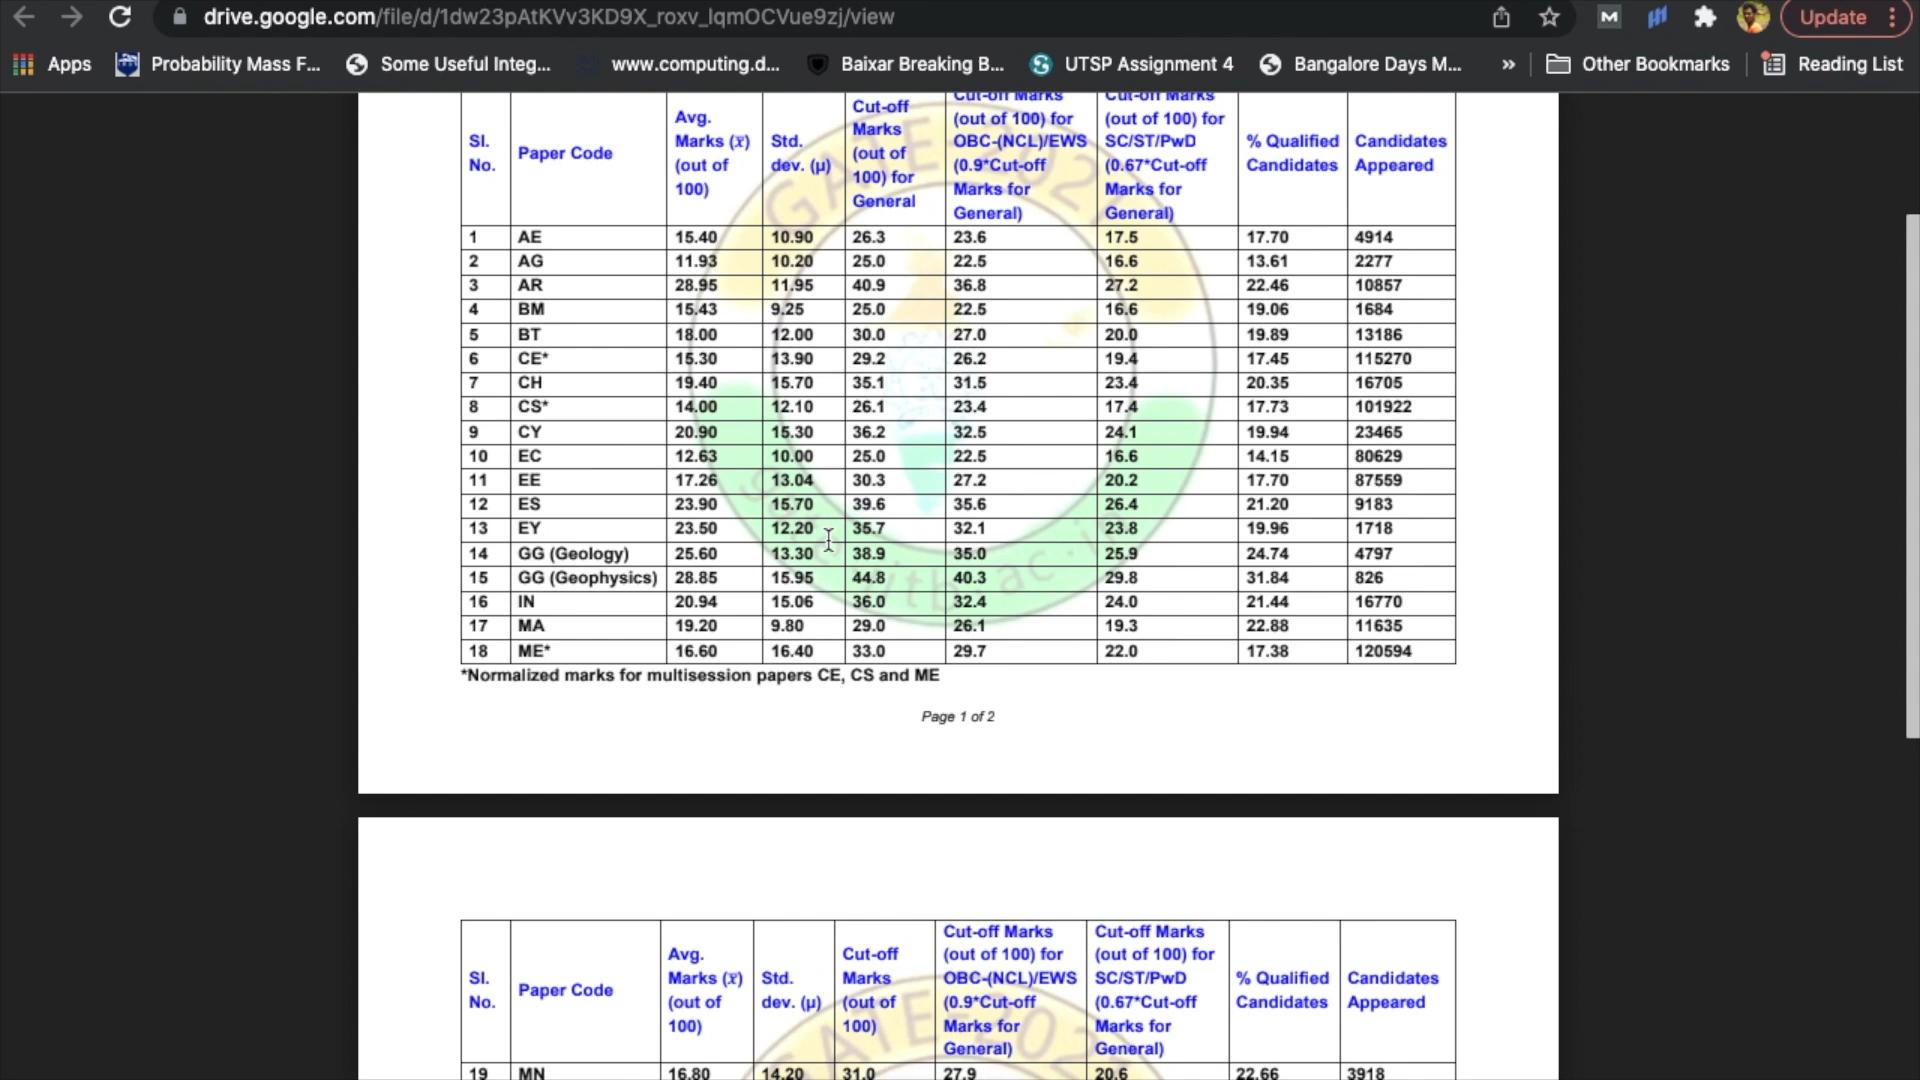 drive.google.com/file/d/1dw23pAtKVv3KD9X_roxv_lqmOCVue9zj/view
Update
Apps
Probability Mass F...
Some Useful Integ...
www.computing.d...
Baixar Breaking B...
UTSP Assignment 4
Bangalore Days M...
»
Other Bookmarks
Reading List
Sl. No. Paper Code Avg. Marks (x̅) (out of 100) Std. dev. (μ) Cut-off Marks (out of 100) for General Cut-off Marks (out of 100) for OBC-(NCL)/EWS (0.9*Cut-off Marks for General) Cut-off Marks (out of 100) for SC/ST/PwD (0.67*Cut-off Marks for General) % Qualified Candidates Candidates Appeared
1 AE 15.40 10.90 26.3 23.6 17.5 17.70 4914
2 AG 11.93 10.20 25.0 22.5 16.6 13.61 2277
3 AR 28.95 11.95 40.9 36.8 27.2 22.46 10857
4 BM 15.43 9.25 25.0 22.5 16.6 19.06 1684
5 BT 18.00 12.00 30.0 27.0 20.0 19.89 13186
6 CE* 15.30 13.90 29.2 26.2 19.4 17.45 115270
7 CH 19.40 15.70 35.1 31.5 23.4 20.35 16705
8 CS* 14.00 12.10 26.1 23.4 17.4 17.73 101922
9 CY 20.90 15.30 36.2 32.5 24.1 19.94 23465
10 EC 12.63 10.00 25.0 22.5 16.6 14.15 80629
11 EE 17.26 13.04 30.3 27.2 20.2 17.70 87559
12 ES 23.90 15.70 39.6 35.6 26.4 21.20 9183
13 EY 23.50 12.20 35.7 32.1 23.8 19.96 1718
14 GG (Geology) 25.60 13.30 38.9 35.0 25.9 24.74 4797
15 GG (Geophysics) 28.85 15.95 44.8 40.3 29.8 31.84 826
16 IN 20.94 15.06 36.0 32.4 24.0 21.44 16770
17 MA 19.20 9.80 29.0 26.1 19.3 22.88 11635
18 ME* 16.60 16.40 33.0 29.7 22.0 17.38 120594
*Normalized marks for multisession papers CE, CS and ME
Page 1 of 2
Sl. No. Paper Code Avg. Marks (x̅) (out of 100) Std. dev. (μ) Cut-off Marks (out of 100) Cut-off Marks (out of 100) for OBC-(NCL)/EWS (0.9*Cut-off Marks for General) Cut-off Marks (out of 100) for SC/ST/PwD (0.67*Cut-off Marks for General) % Qualified Candidates Candidates Appeared
19 MN 16.80 14.20 31.0 27.9 20.6 22.66 3918